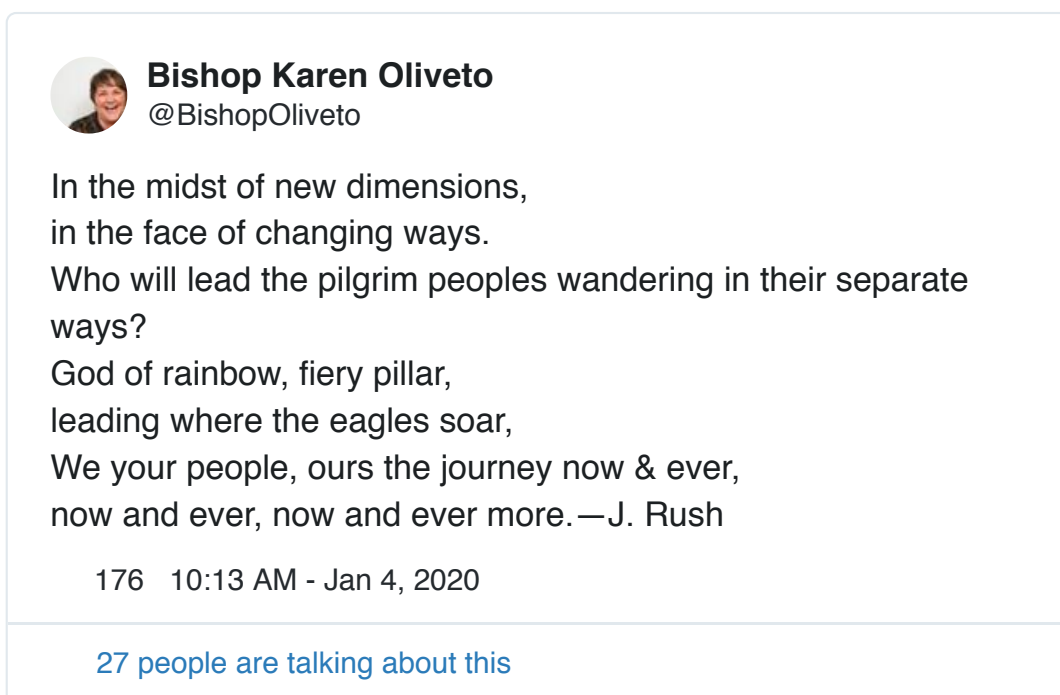 Bishop Karen Oliveto
@BishopOliveto
In the midst of new dimensions,
in the face of changing ways.
Who will lead the pilgrim peoples wandering in their separate
ways?
God of rainbow, fiery pillar,
leading where the eagles soar,
We your people, ours the journey now & ever,
now and ever, now and ever more.—J. Rush
176 10:13 AM - Jan 4, 2020
27 people are talking about this